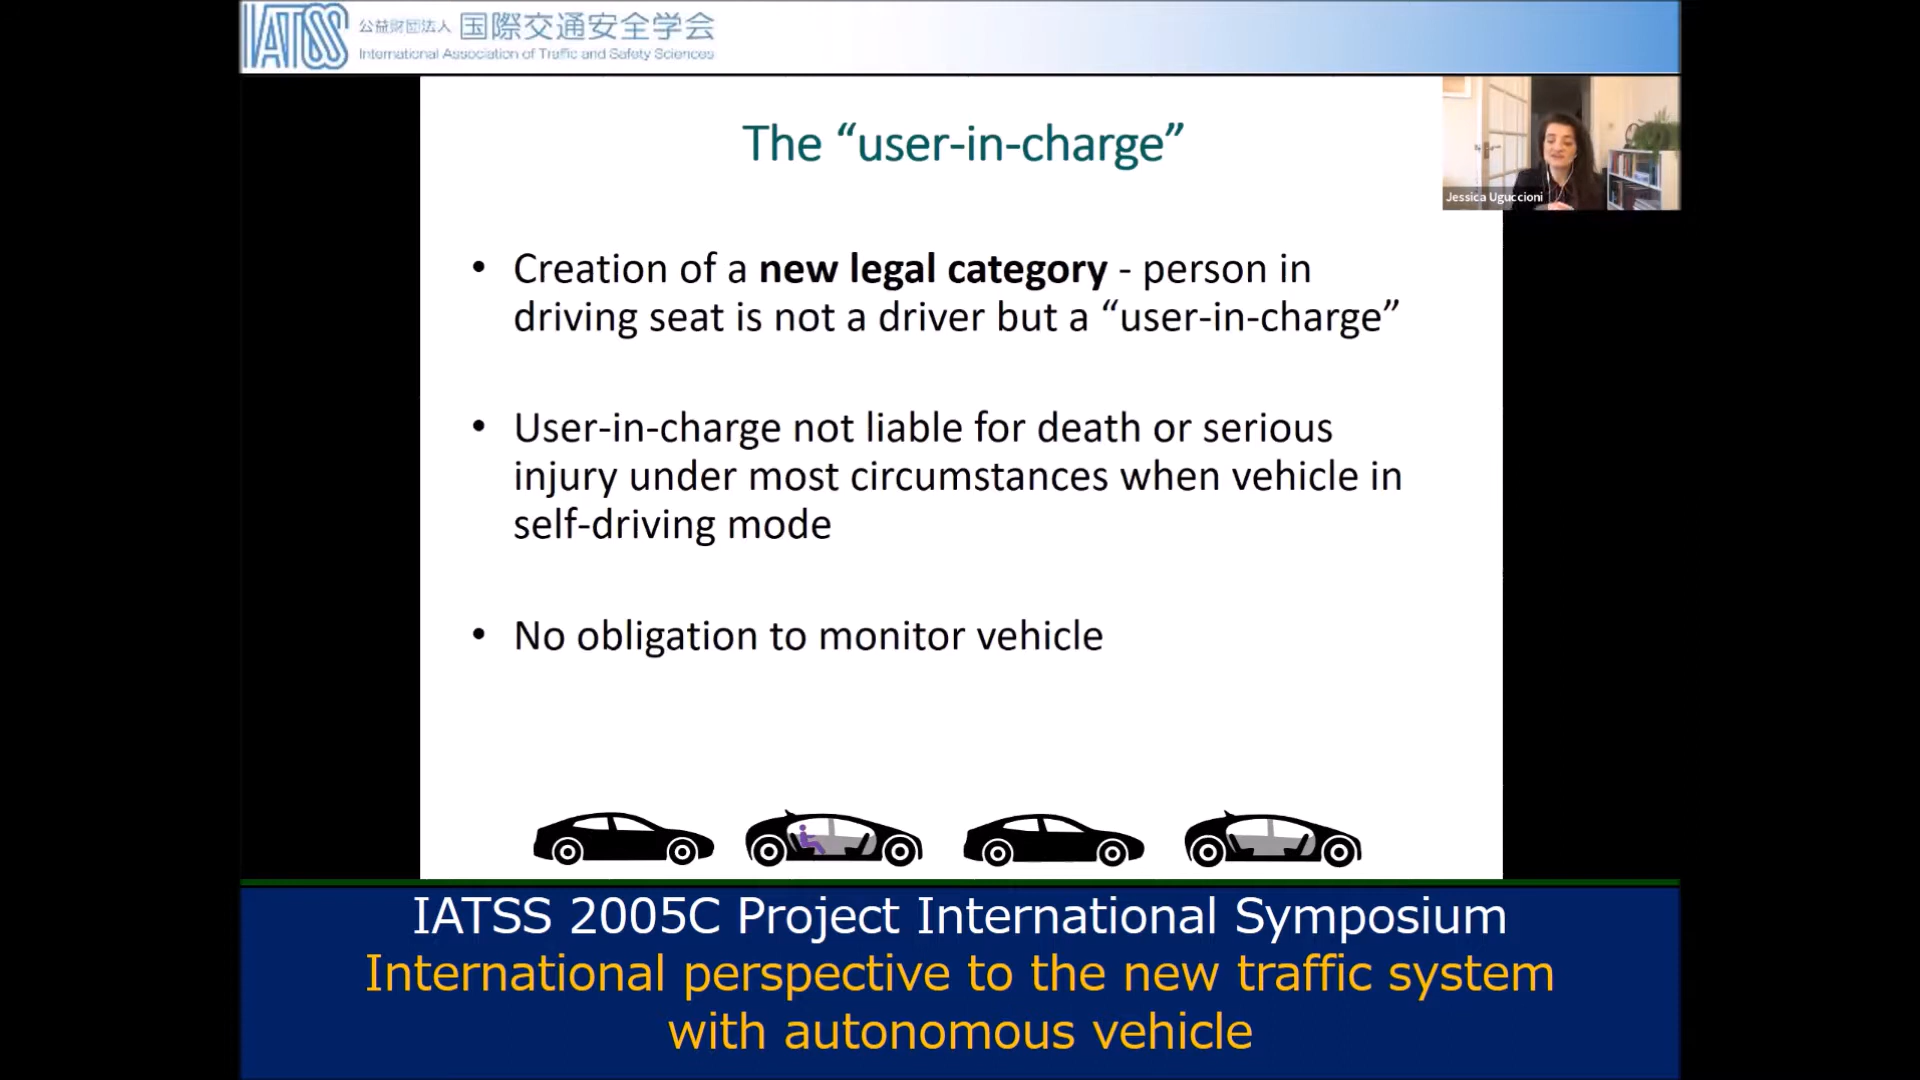 IATSS 公益財団法人 国際交通安全学会
International Association of Traffic and Safety Sciences
The “user-in-charge”
Jessica Uguccioni
• Creation of a new legal category - person in
driving seat is not a driver but a “user-in-charge”
• User-in-charge not liable for death or serious
injury under most circumstances when vehicle in
self-driving mode
• No obligation to monitor vehicle
IATSS 2005C Project International Symposium
International perspective to the new traffic system
with autonomous vehicle